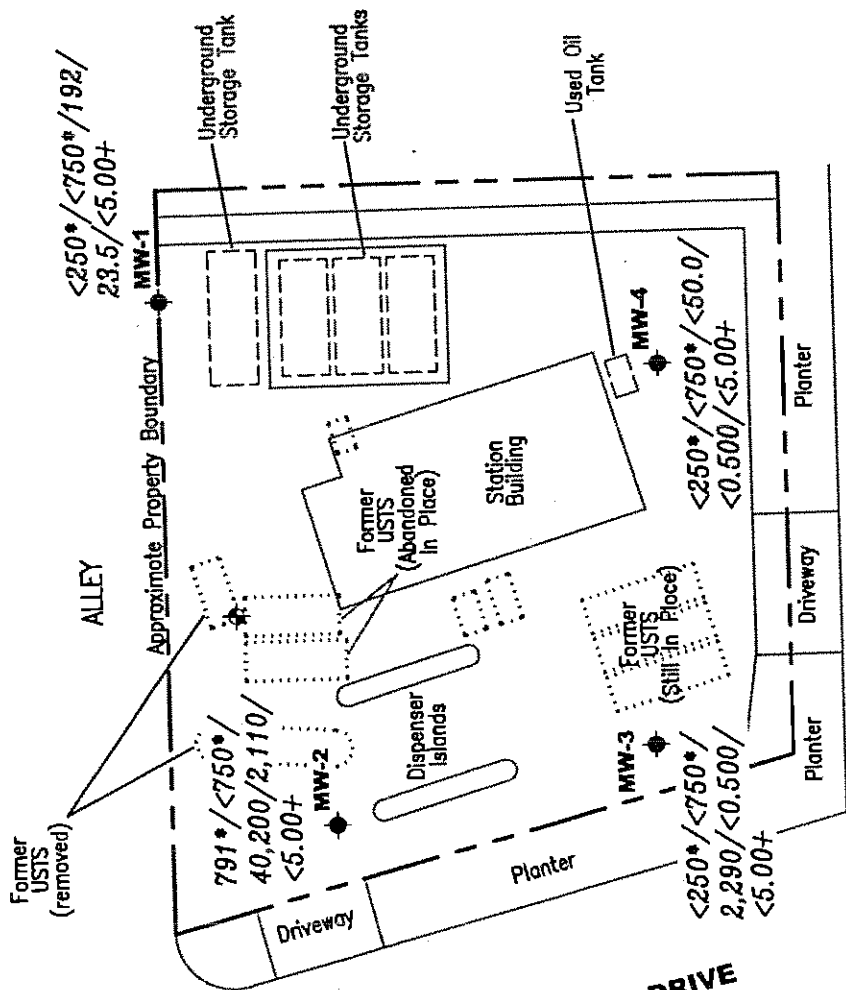 Former
USTS
(removed)
ALLEY
Approximate Property Boundary
<250*/<750*/192/
23.5/<5.00+
MW-1
Underground
Storage Tank
Underground
Storage Tanks
Used Oil
Tank
791*/<750*/
40,200/2,110/
<5.00+
MW-2
Former
USTS
(Abandoned
In Place)
Station
Building
Dispenser
Islands
Former
USTS
(Still In Place)
MW-3
<250*/<750*/
2,290/<0.500/
<5.00+
MW-4
<250*/<750*/<50.0/
<0.500/<5.00+
Driveway
Planter
Planter
Driveway
Planter
DRIVE